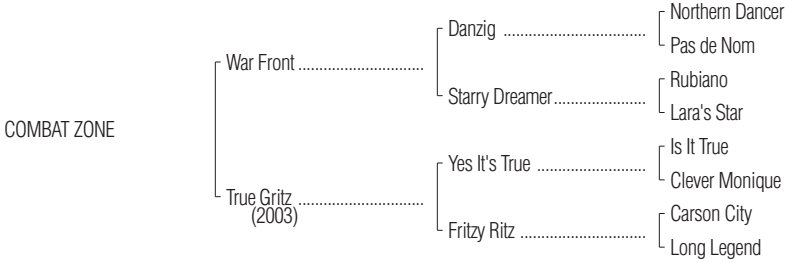 Northern Dancer
Danzig ..................................
Pas de Nom
War Front ..............................
Rubiano
Starry Dreamer......................
Lara's Star
COMBAT ZONE
Is It True
Yes It's True ..........................
Clever Monique
True Gritz ..............................
(2003)
Carson City
Fritzy Ritz ..............................
Long Legend